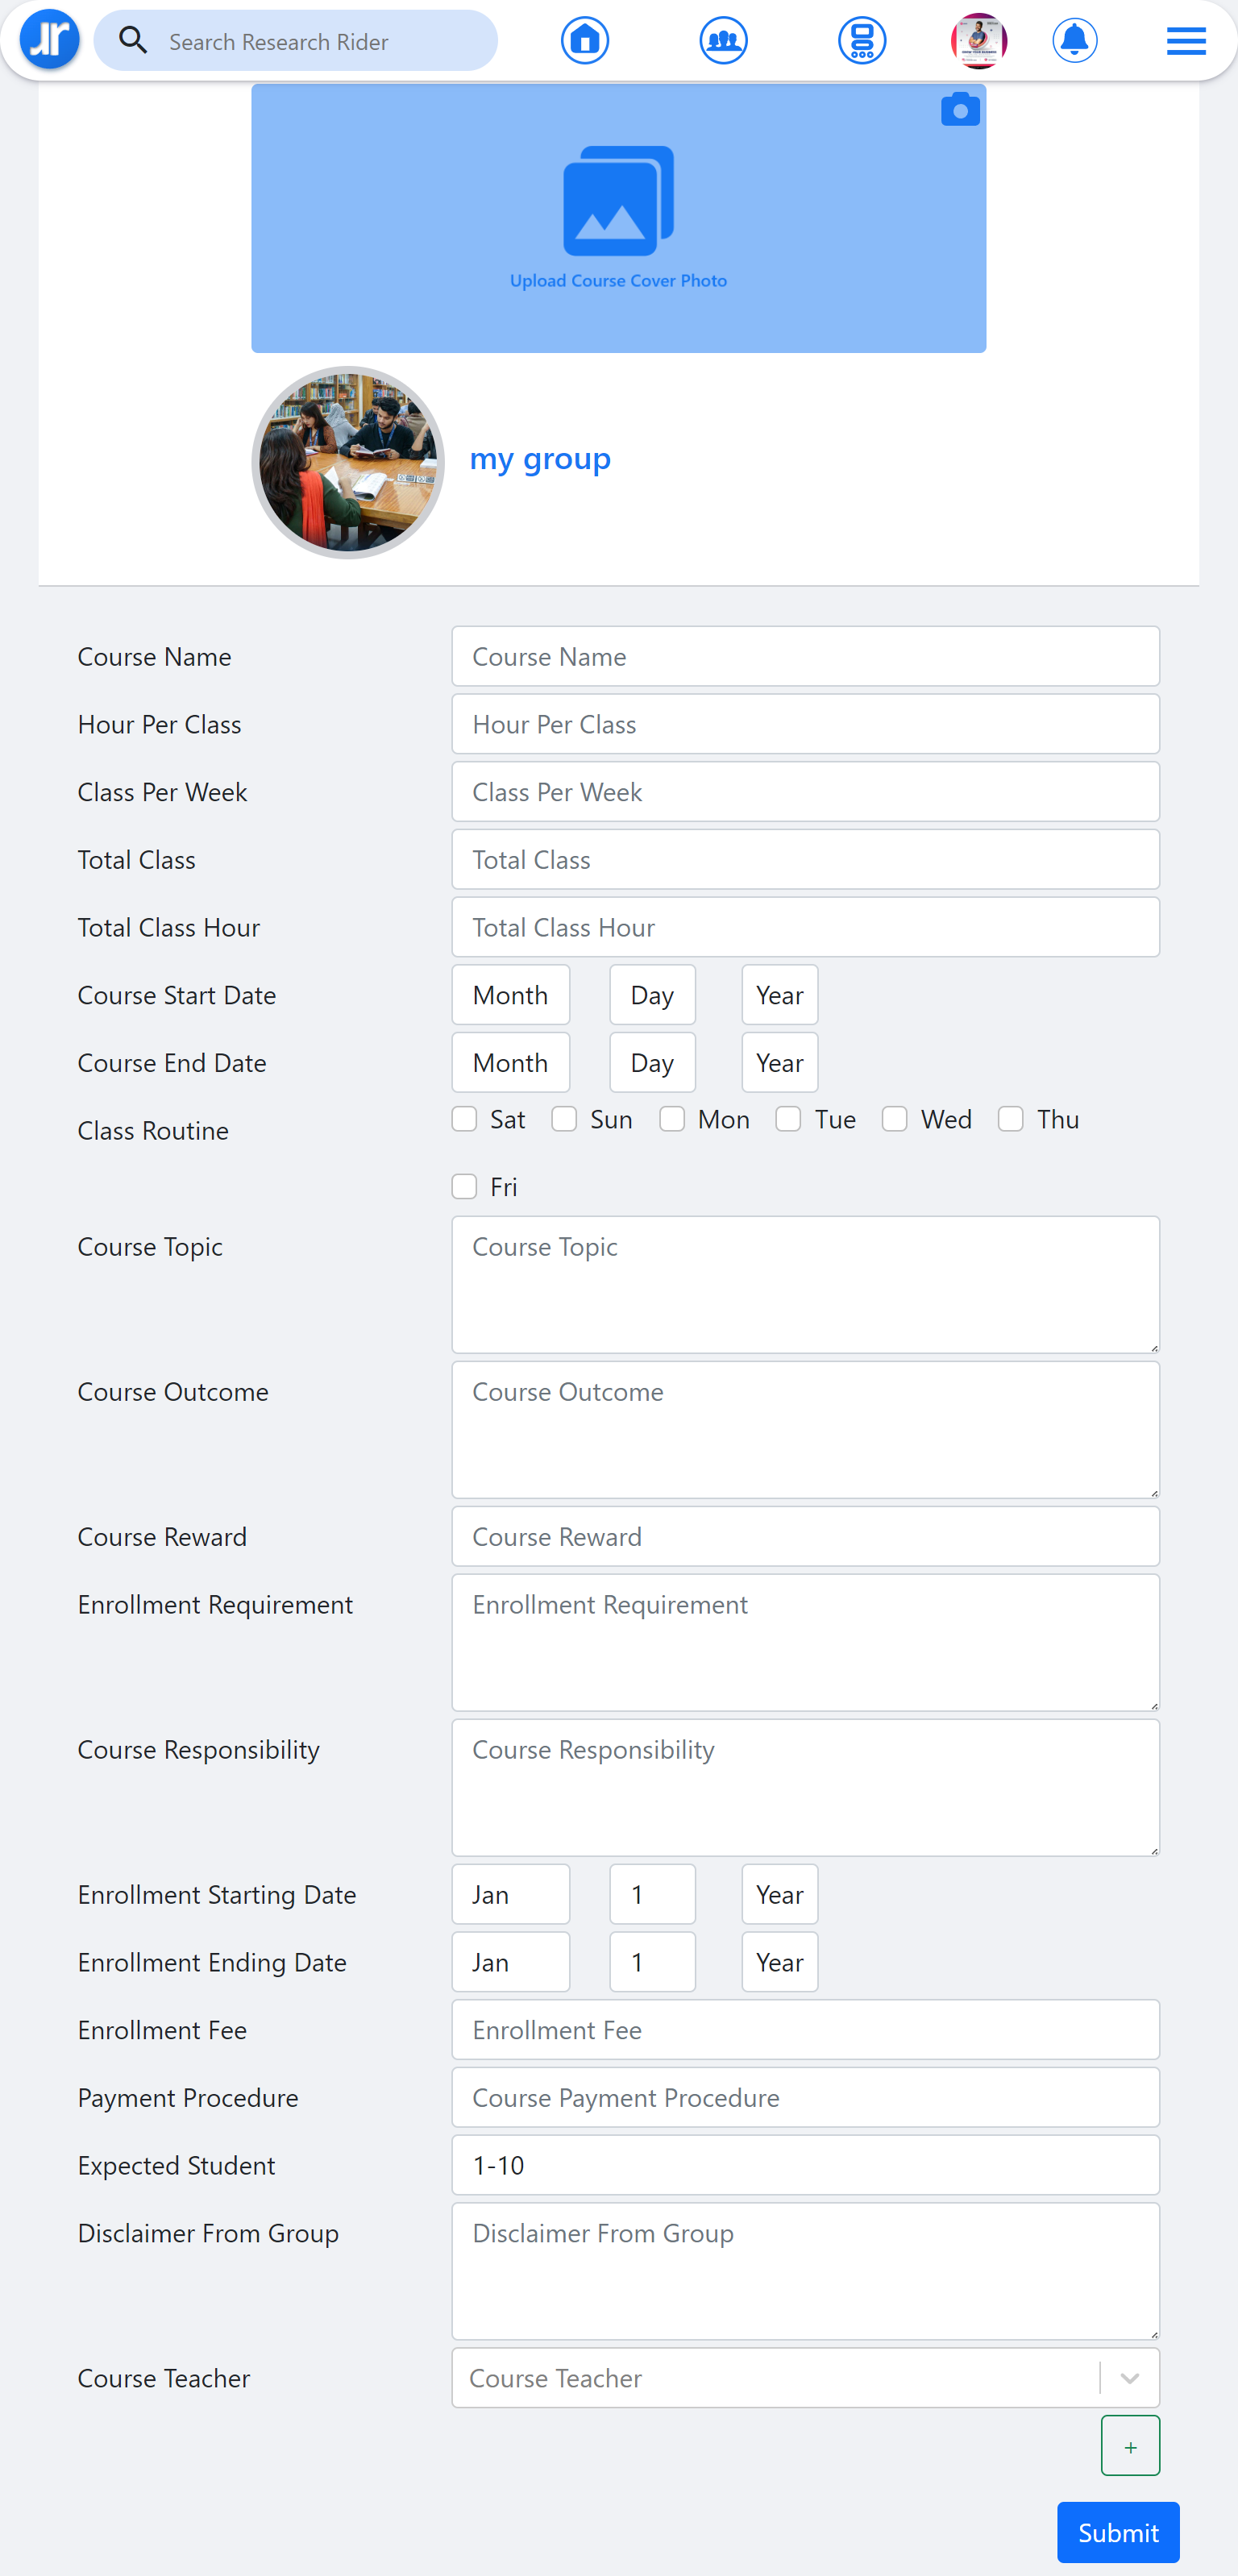 Search Research Rider
Upload Course Cover Photo
my group
Course Name Course Name
Hour Per Class Hour Per Class
Class Per Week Class Per Week
Total Class Total Class
Total Class Hour Total Class Hour
Course Start Date Month Day Year
Course End Date Month Day Year
Class Routine Sat Sun Mon Tue Wed Thu
Fri
Course Topic Course Topic
Course Outcome Course Outcome
Course Reward Course Reward
Enrollment Requirement Enrollment Requirement
Course Responsibility Course Responsibility
Enrollment Starting Date Jan 1 Year
Enrollment Ending Date Jan 1 Year
Enrollment Fee Enrollment Fee
Payment Procedure Course Payment Procedure
Expected Student 1-10
Disclaimer From Group Disclaimer From Group
Course Teacher Course Teacher
+
Submit